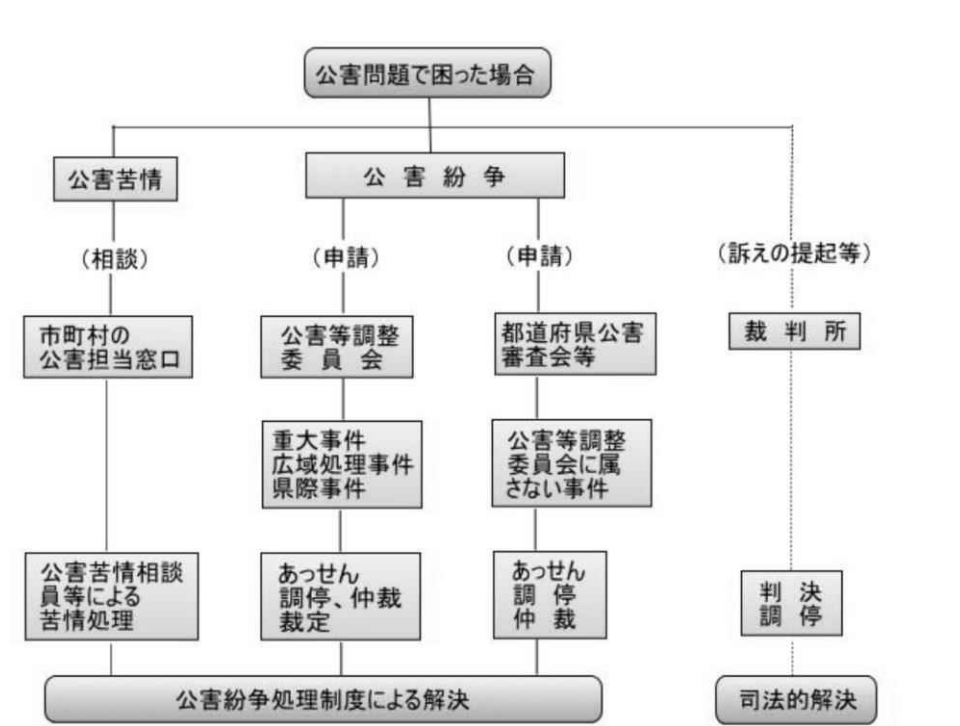 公害問題で困った場合
公害苦情
公害紛争
（相談）
（申請）
（申請）
（訴えの提起等）
市町村の
公害担当窓口
公害等調整
委員会
都道府県公害
審査会等
裁判所
重大事件
広域処理事件
県際事件
公害等調整
委員会に属
さない事件
公害苦情相談
員等による
苦情処理
あっせん
調停、仲裁
裁定
あっせん
調停
仲裁
判決
調停
公害紛争処理制度による解決
司法的解決